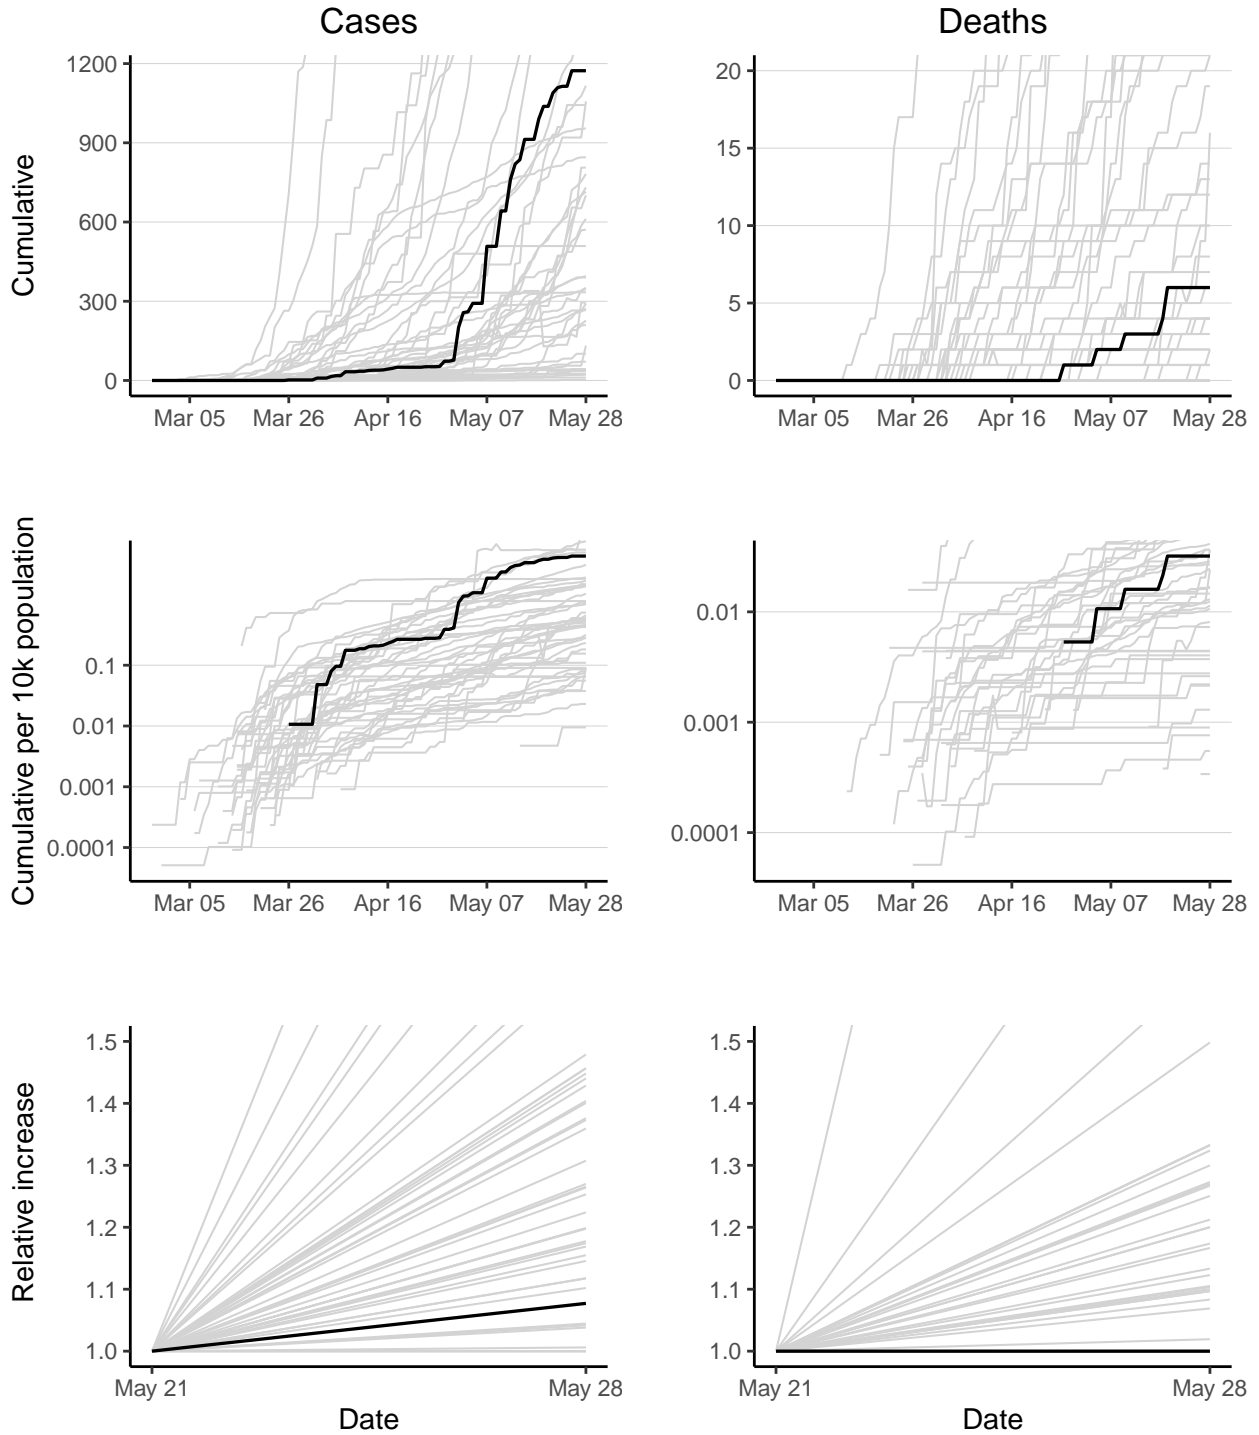 Cases
Deaths
Cumulative
1200
900
600
300
0
Mar 05
Mar 26
Apr 16
May 07
May 28
20
15
10
5
0
Mar 05
Mar 26
Apr 16
May 07
May 28
Cumulative per 10k population
0.1
0.01
0.001
0.0001
Mar 05
Mar 26
Apr 16
May 07
May 28
0.01
0.001
0.0001
Mar 05
Mar 26
Apr 16
May 07
May 28
Relative increase
1.5
1.4
1.3
1.2
1.1
1.0
May 21
May 28
Date
1.5
1.4
1.3
1.2
1.1
1.0
May 21
May 28
Date